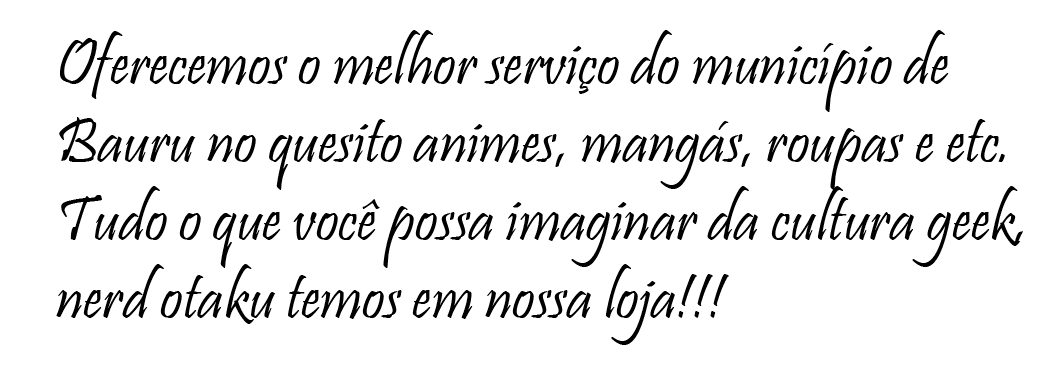 Oferecemos o melhor serviço do município de
Bauru no quesito animes, mangás, roupas e etc.
Tudo o que você possa imaginar da cultura geek,
nerd otaku temos em nossa loja!!!